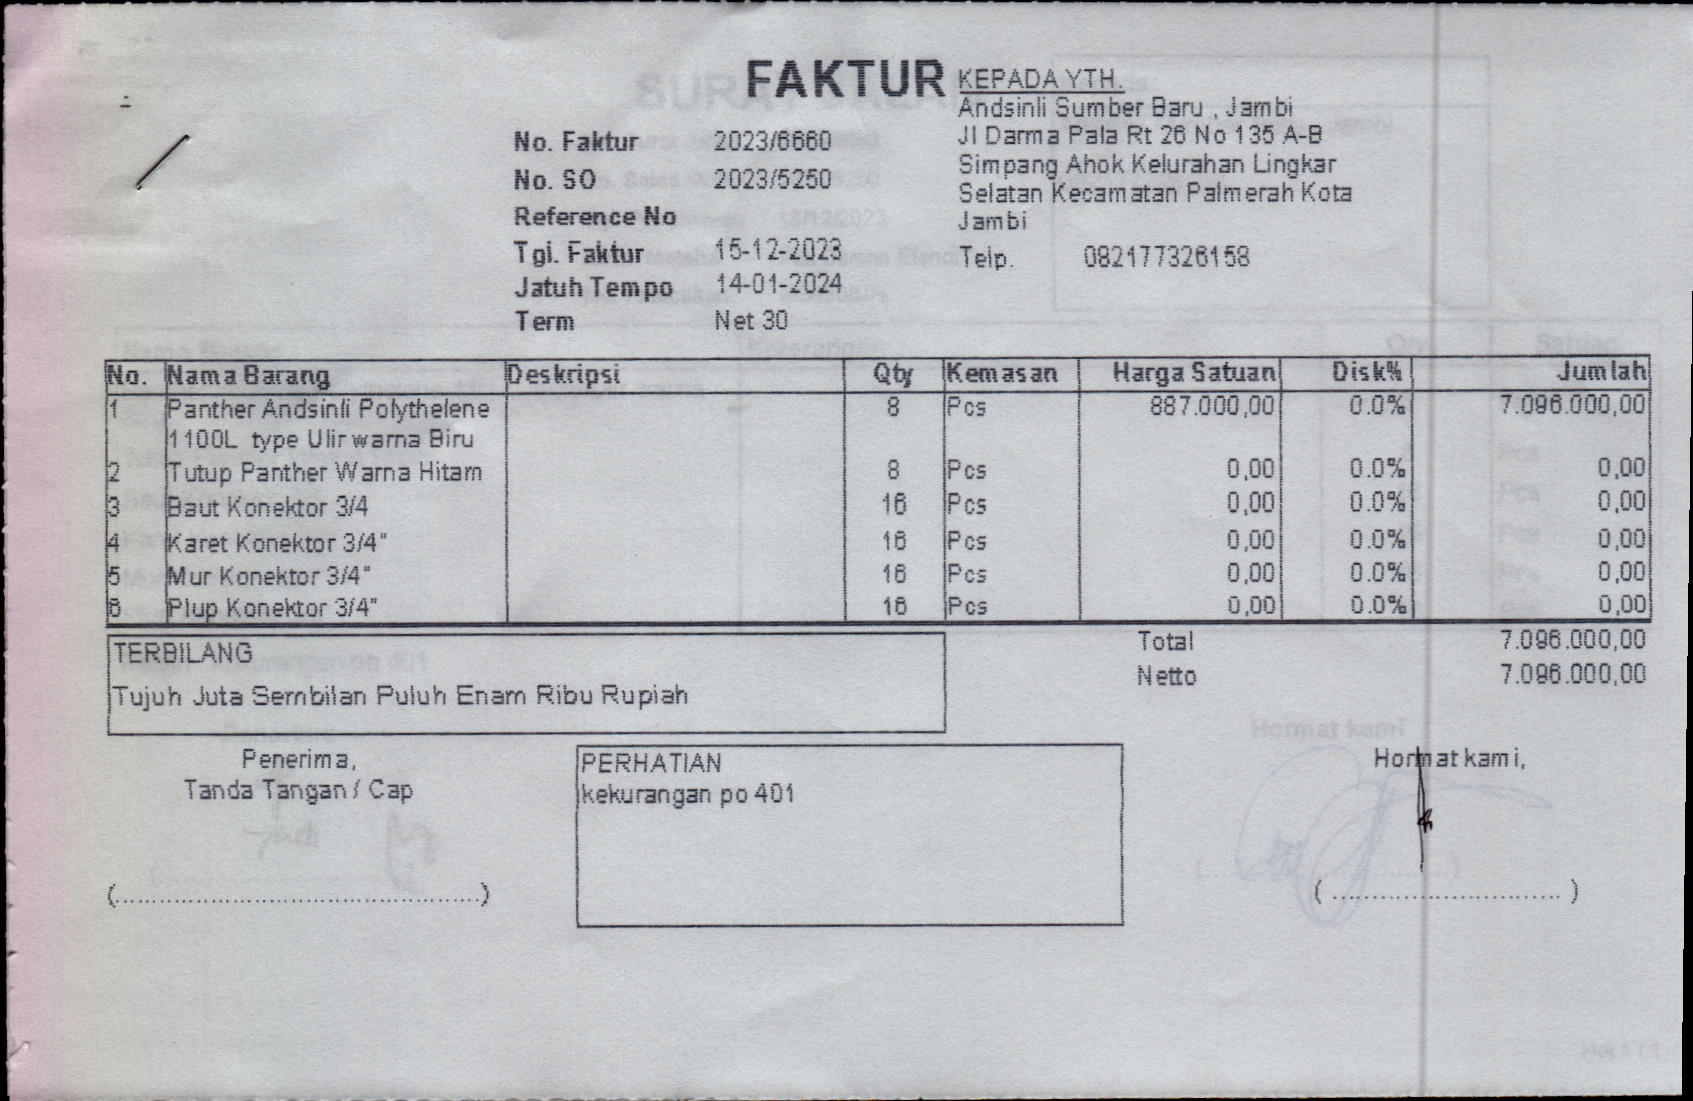 FAKTUR
No. Faktur 2023/6660
No. SO 2023/5250
Reference No
Tgl. Faktur 15-12-2023
Jatuh Tempo 14-01-2024
Term Net 30
KEPADA YTH.
Andsinli Sumber Baru , Jambi
Jl Darma Pala Rt 26 No 135 A-B
Simpang Ahok Kelurahan Lingkar
Selatan Kecamatan Palmerah Kota
Jambi
Telp. 082177326158
No. Nama Barang Deskripsi Qty Kemasan Harga Satuan Disk% Jumlah
1 Panther Andsinli Polythelene 8 Pcs 887.000,00 0.0% 7.096.000,00
1100L type Ulir warna Biru
2 Tutup Panther Warna Hitam 8 Pcs 0,00 0.0% 0,00
3 Baut Konektor 3/4 16 Pcs 0,00 0.0% 0,00
4 Karet Konektor 3/4" 16 Pcs 0,00 0.0% 0,00
5 Mur Konektor 3/4" 16 Pcs 0,00 0.0% 0,00
6 Plup Konektor 3/4" 16 Pcs 0,00 0.0% 0,00
Total 7.096.000,00
Netto 7.096.000,00
TERBILANG
Tujuh Juta Sembilan Puluh Enam Ribu Rupiah
Penerima,
Tanda Tangan / Cap
(................................................)
PERHATIAN
kekurangan po 401
Hormat kami,
( ............................. )